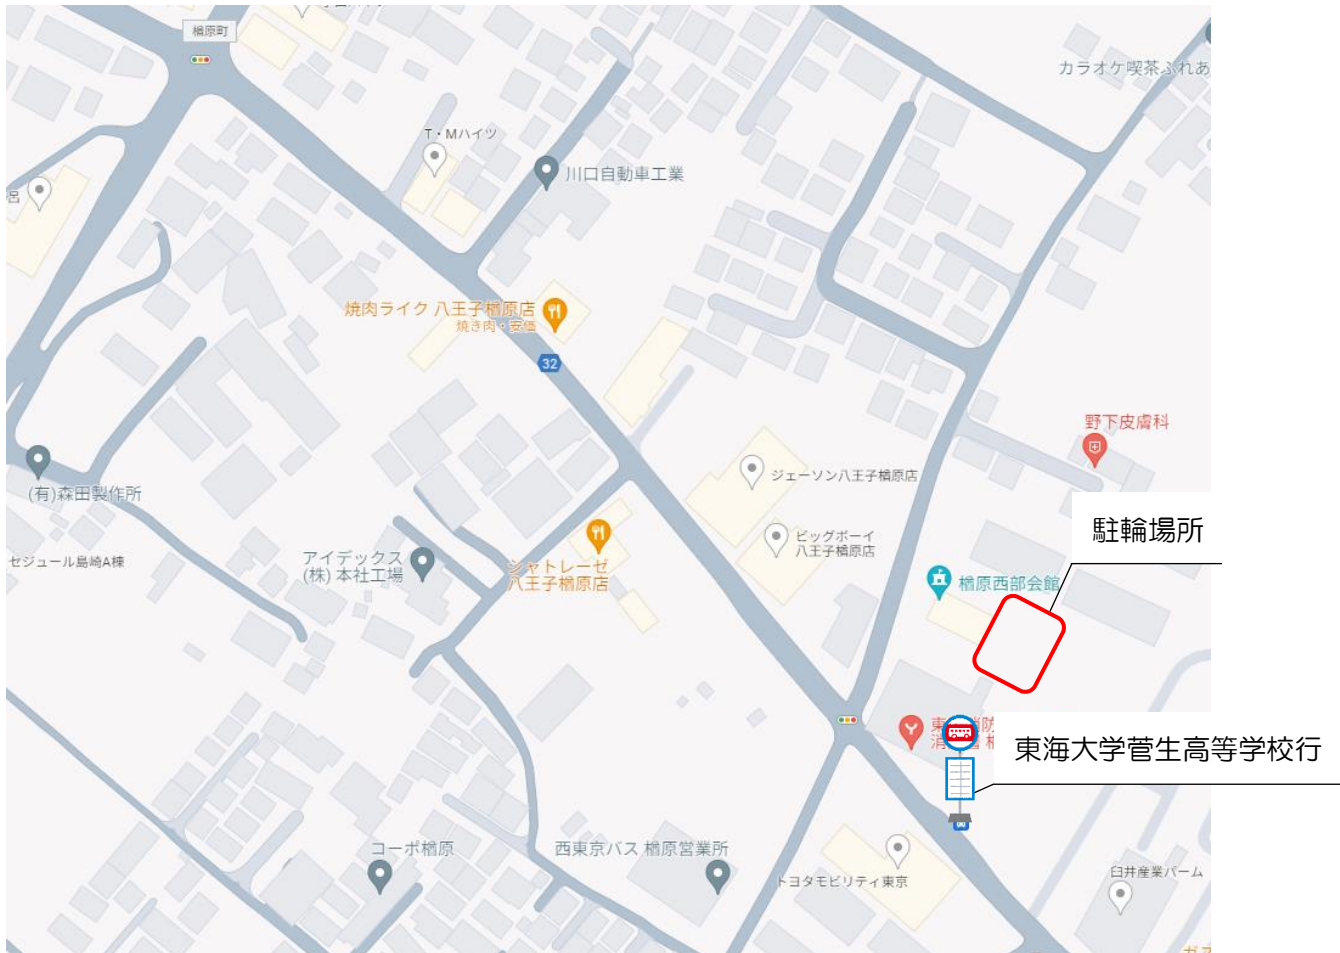 楢原町
カラオケ喫茶ふれあ
T・Mハイツ
川口自動車工業
呂
焼肉ライク 八王子楢原店
焼き肉・安価
32
野下皮膚科
ジェーソン八王子楢原店
(有)森田製作所
駐輪場所
ビッグボーイ
八王子楢原店
セジュール島崎A棟
アイデックス
(株) 本社工場
シャトレーゼ
八王子楢原店
楢原西部会館
東海大学菅生高等学校行
コーポ楢原
西東京バス 楢原営業所
トヨタモビリティ東京
臼井産業パーム